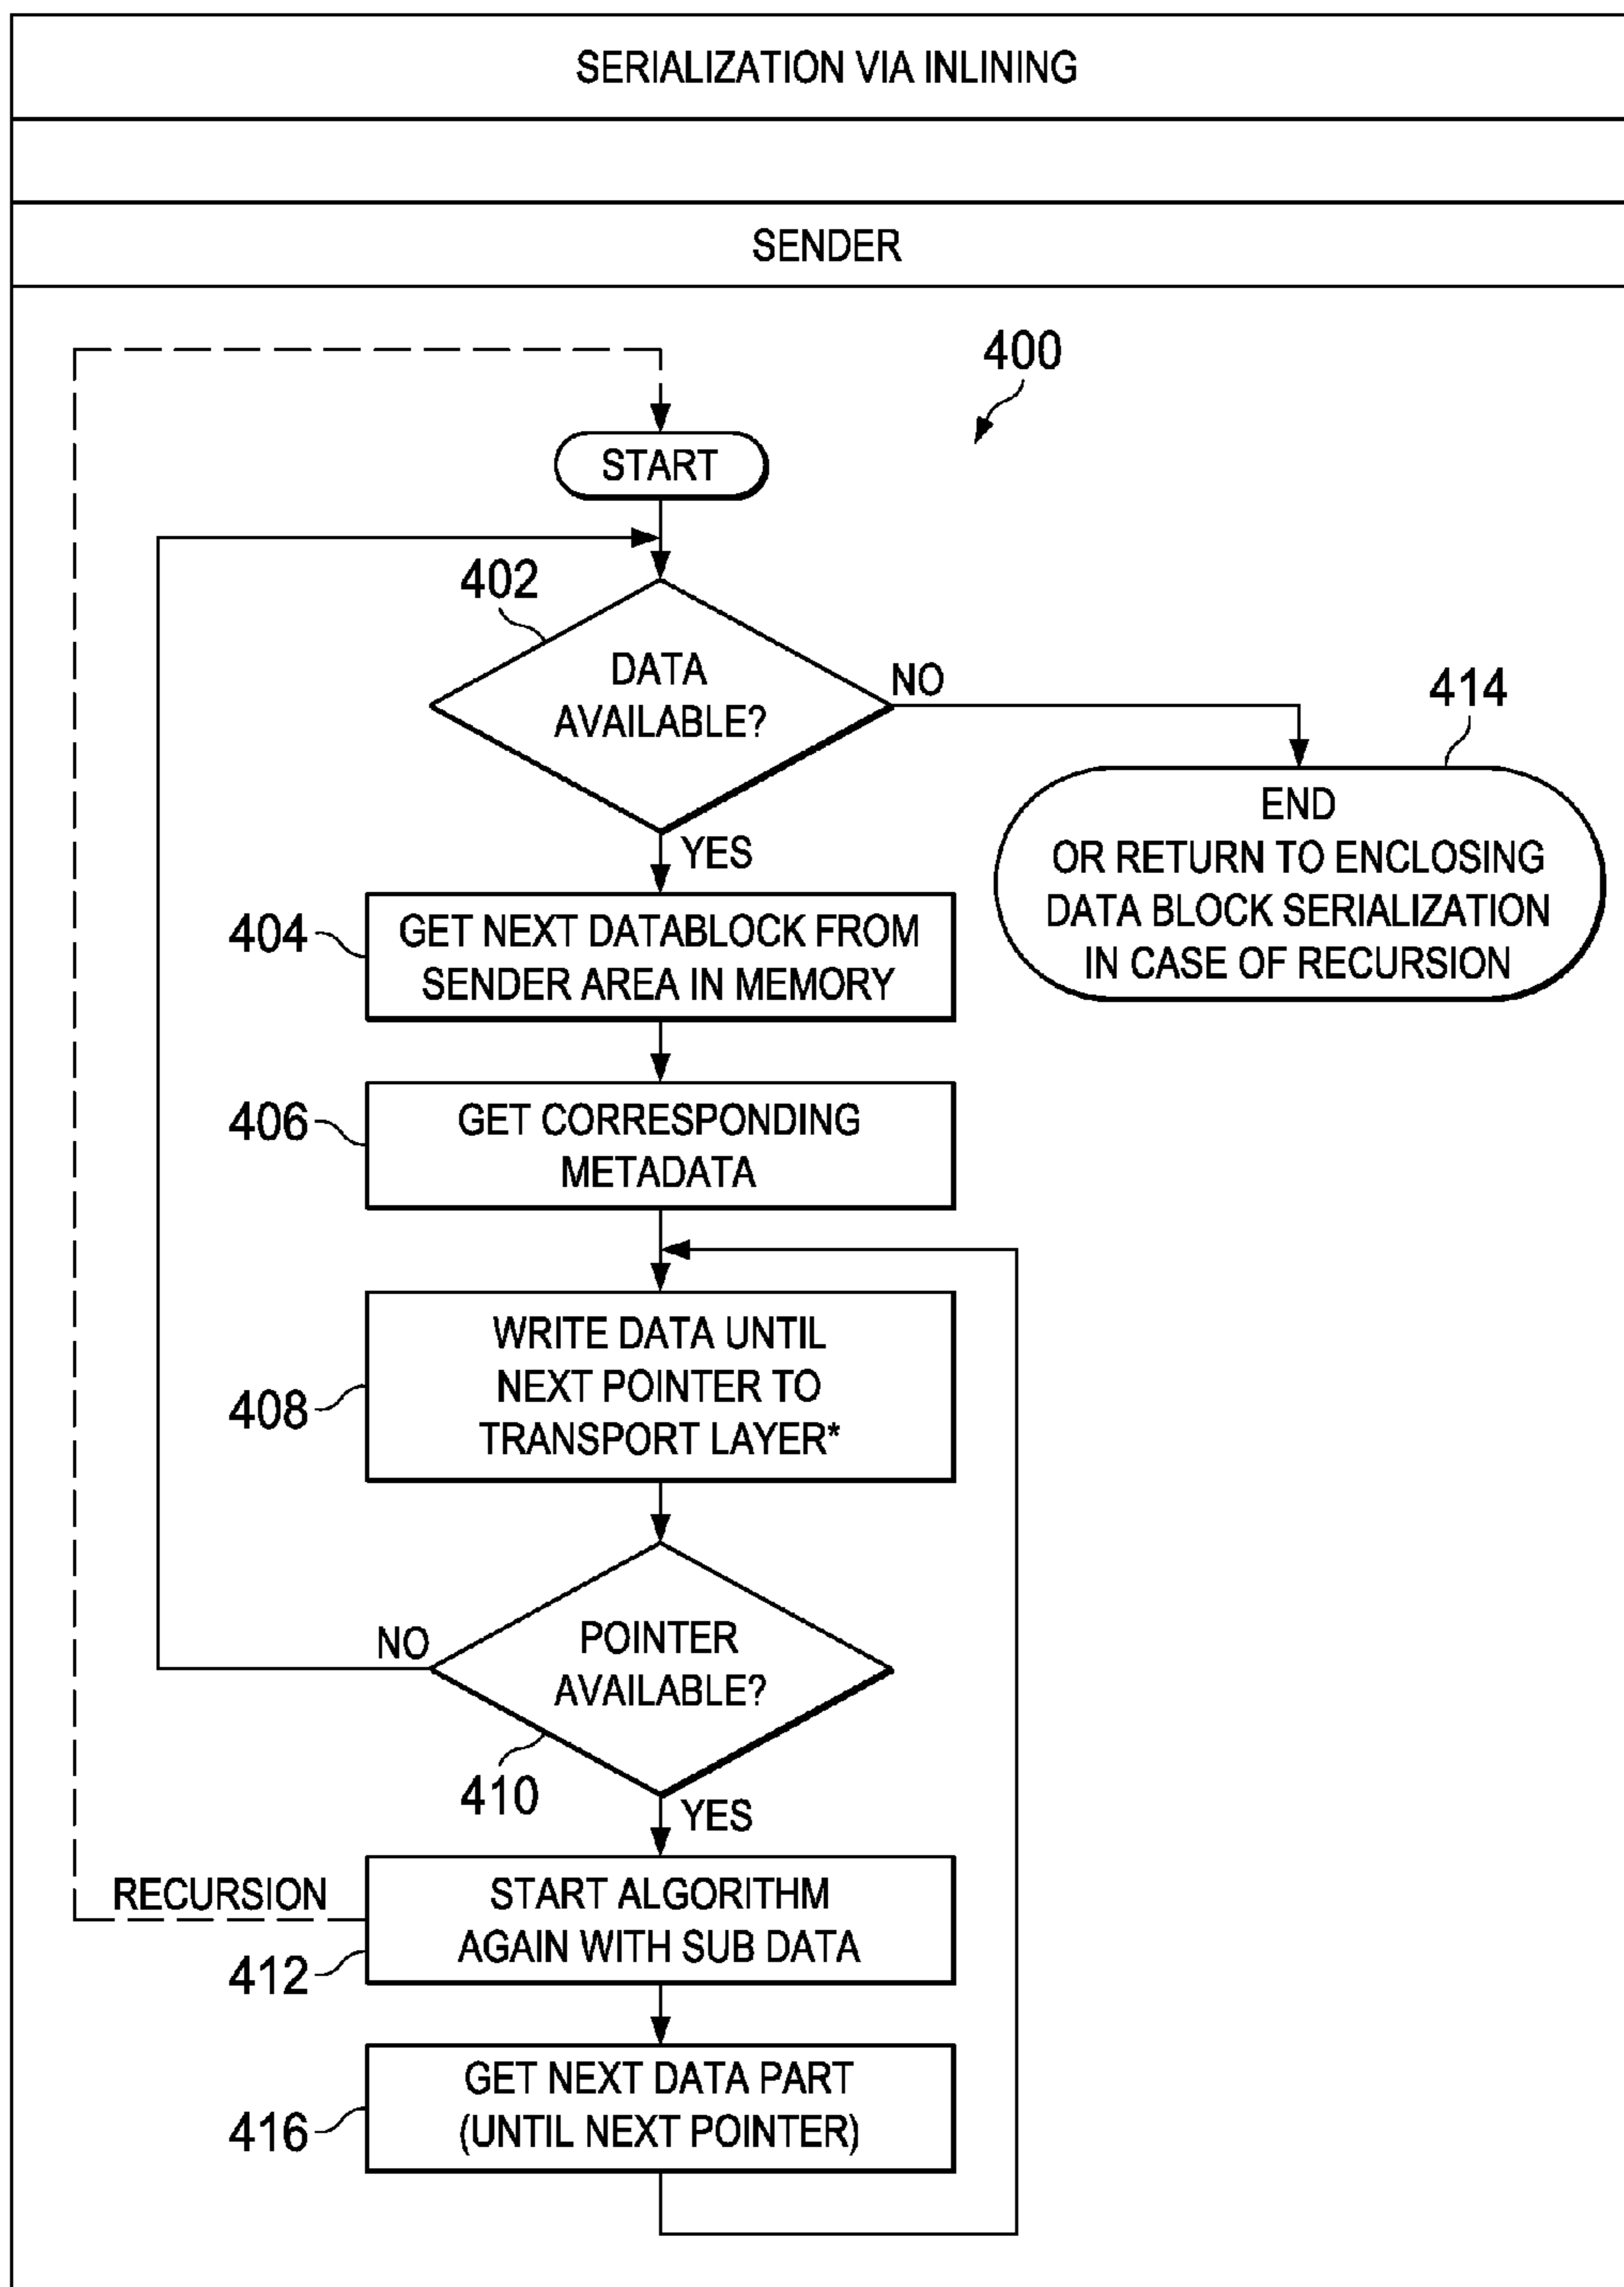 SERIALIZATION VIA INLINING
SENDER
400
START
402
DATA
AVAILABLE?
NO
414
END
OR RETURN TO ENCLOSING
DATA BLOCK SERIALIZATION
IN CASE OF RECURSION
YES
404
GET NEXT DATABLOCK FROM
SENDER AREA IN MEMORY
406
GET CORRESPONDING
METADATA
408
WRITE DATA UNTIL
NEXT POINTER TO
TRANSPORT LAYER*
NO
POINTER
AVAILABLE?
410
YES
RECURSION
412
START ALGORITHM
AGAIN WITH SUB DATA
416
GET NEXT DATA PART
(UNTIL NEXT POINTER)